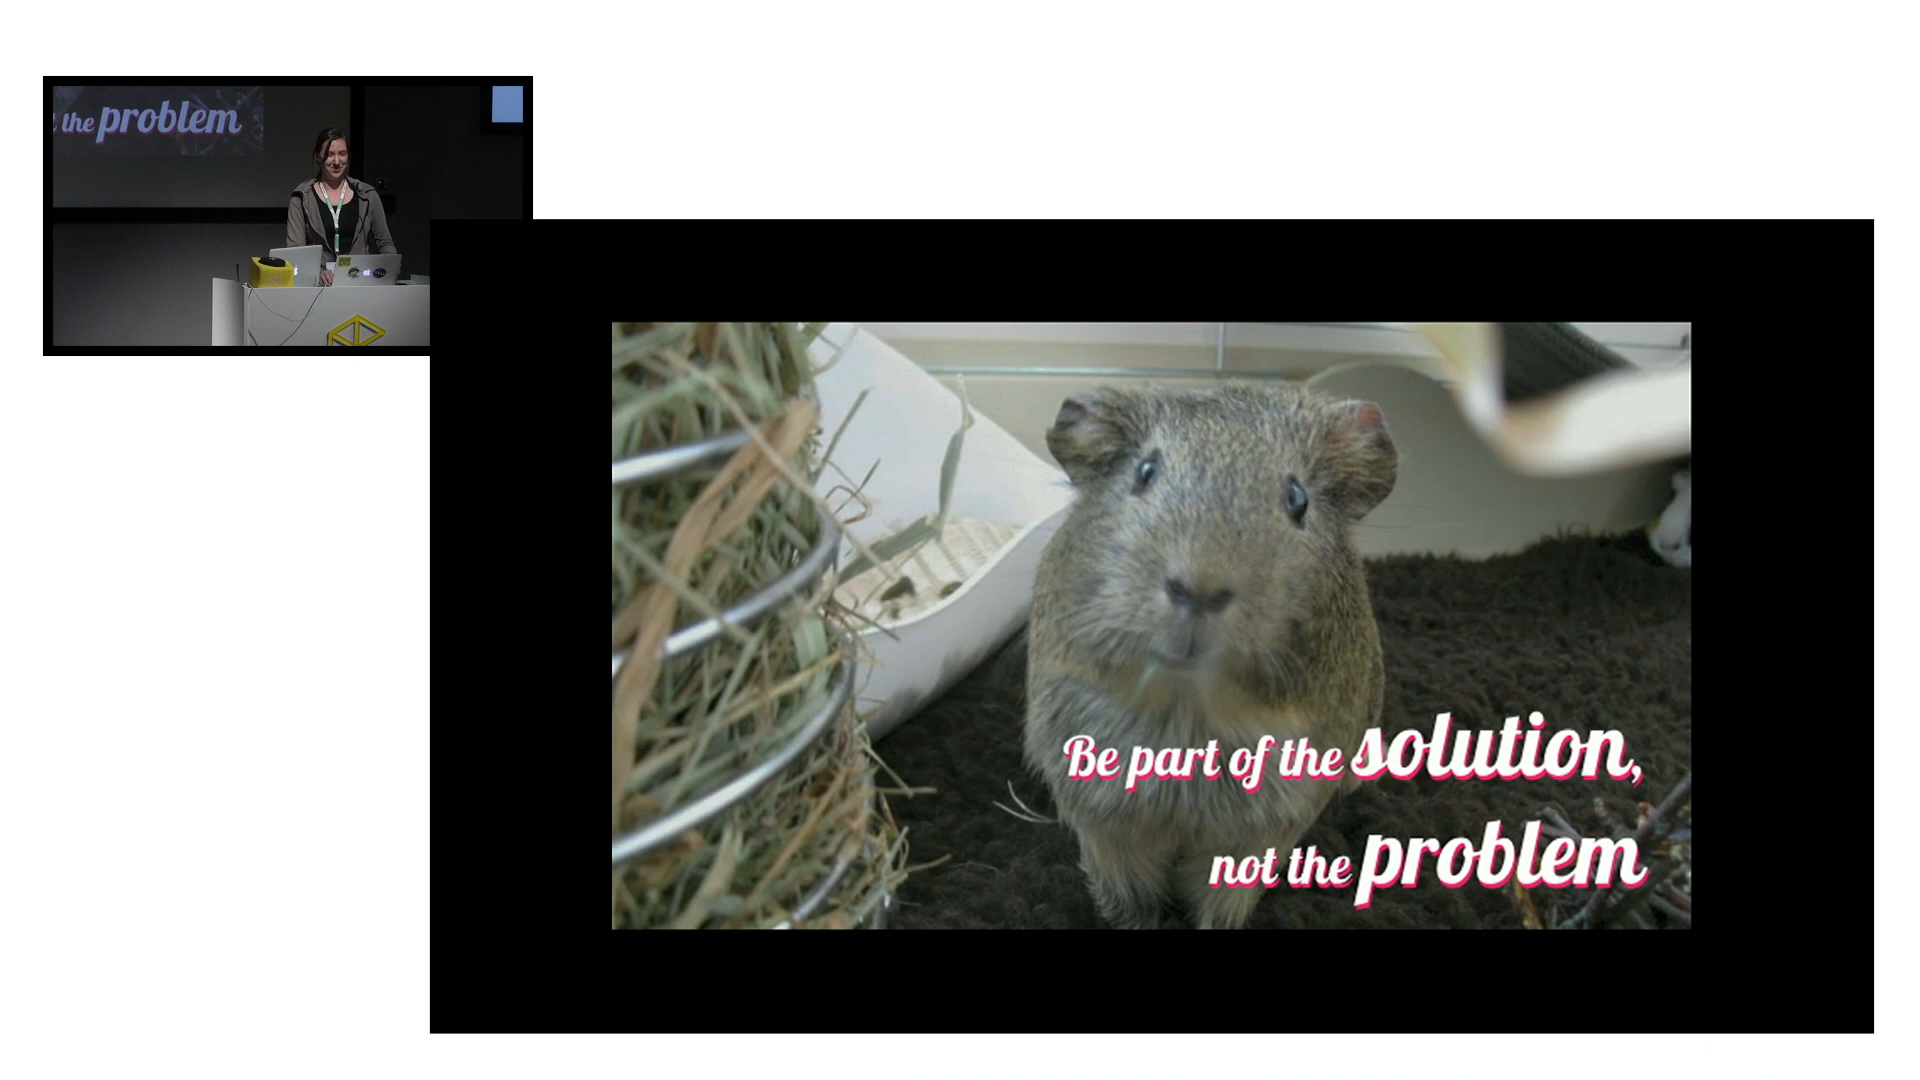 the problem
Be part of the solution,
not the problem